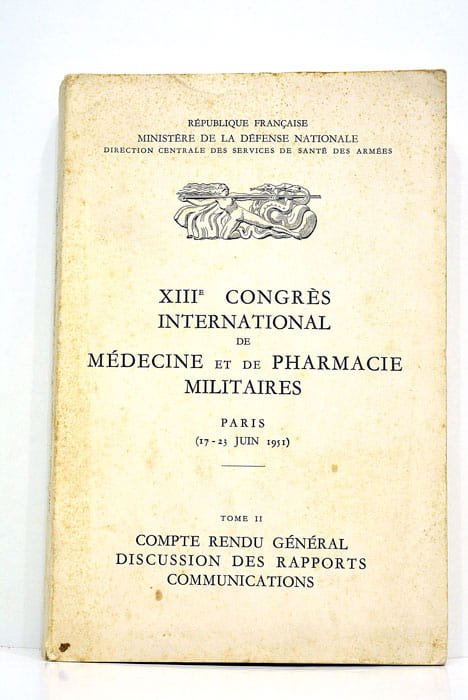 RÉPUBLIQUE FRANÇAISE
MINISTÈRE DE LA DÉFENSE NATIONALE
DIRECTION CENTRALE DES SERVICES DE SANTÉ DES ARMÉES
XIIIE CONGRÈS
INTERNATIONAL
DE
MÉDECINE ET DE PHARMACIE
MILITAIRES
PARIS
(17-23 JUIN 1951)
TOME II
COMPTE RENDU GÉNÉRAL
DISCUSSION DES RAPPORTS
COMMUNICATIONS